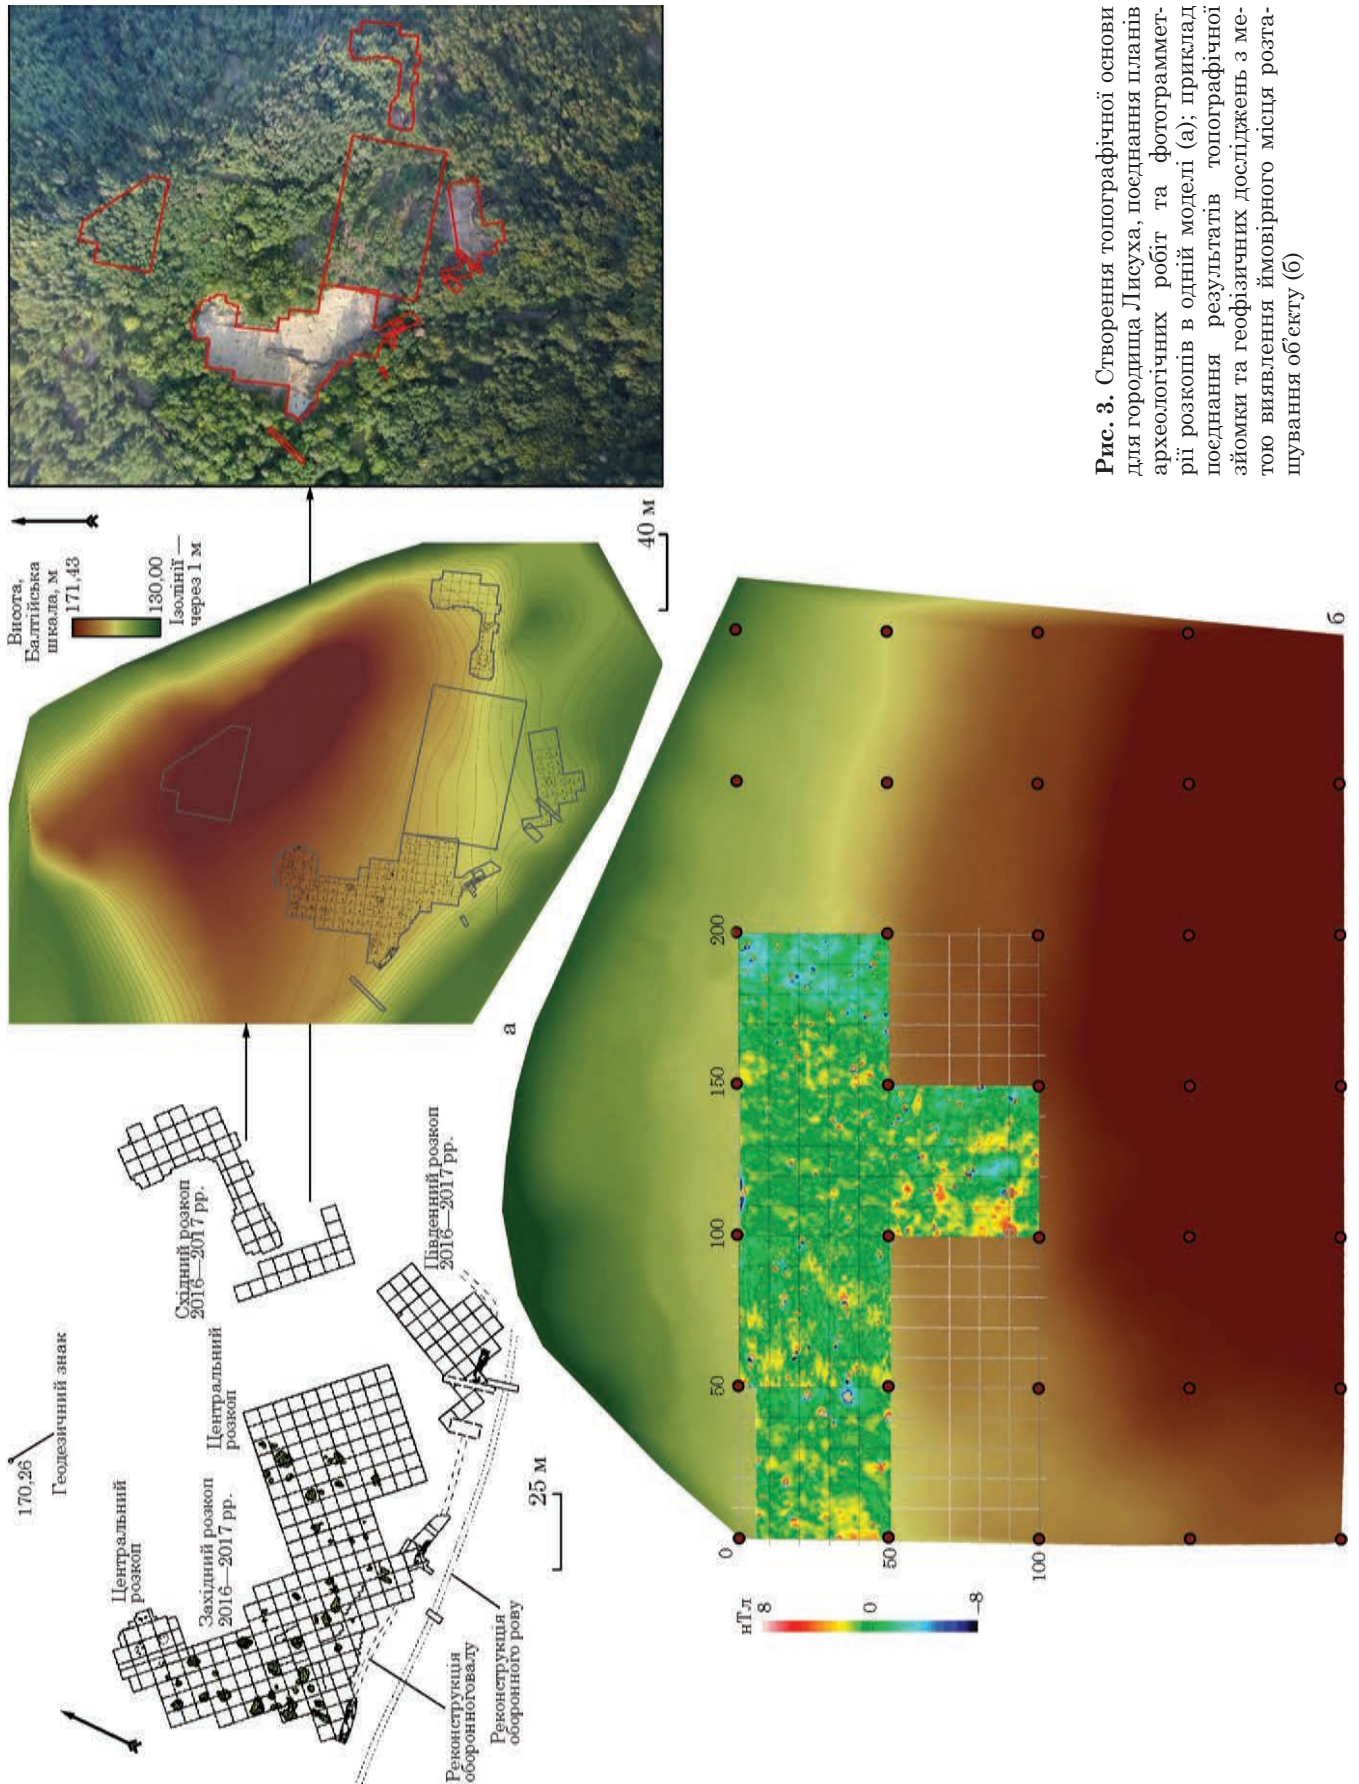 170,26
Геодезичний знак
Центральний
розкоп
Західний розкоп
2016—2017 рр.
Центральний
розкоп
Східний розкоп
2016—2017 рр.
Південний розкоп
2016—2017 рр.
Реконструкція
оборонноговалу
Реконструкція
оборонного рову
25 м
Висота,
Балтійська
шкала, м
171,43
130,00
Ізолінії —
через 1 м
40 м
а
нТл
8
0
–8
0
50
100
150
200
50
100
б
Рис. 3. Створення топографічної основи
для городища Лисуха, поєднання планів
археологічних робіт та фотограммет-
рії розкопів в одній моделі (а); приклад
поєднання результатів топографічної
зйомки та геофізичних досліджень з ме-
тою виявлення ймовірного місця розта-
шування об'єкту (б)